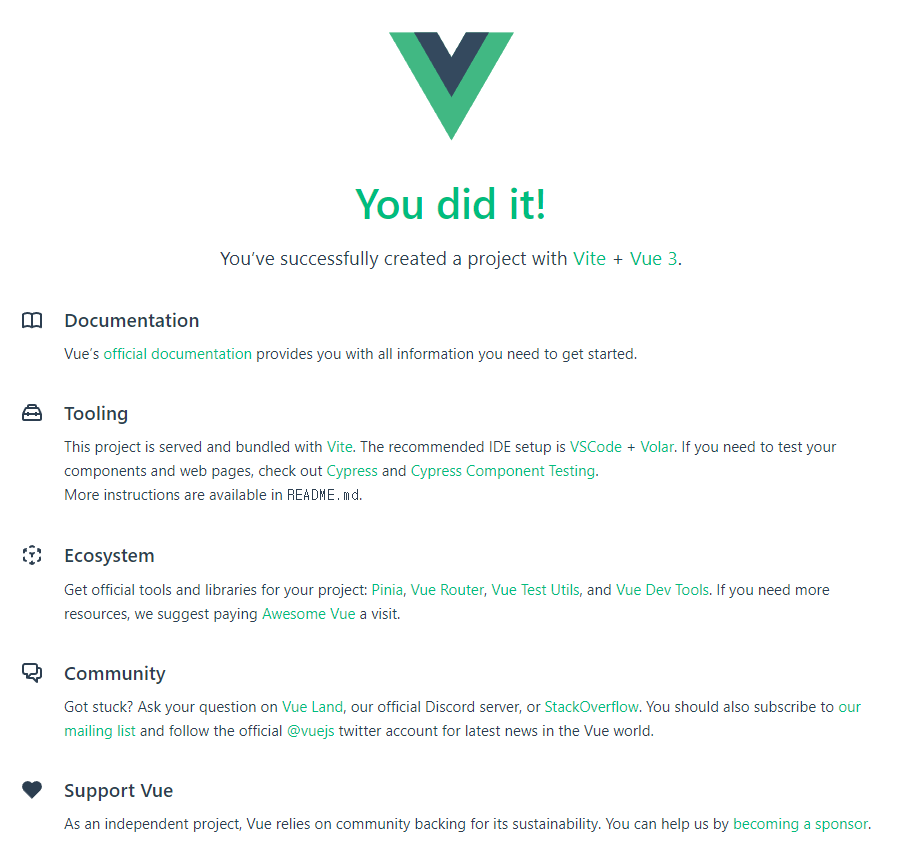 You did it!
You’ve successfully created a project with Vite + Vue 3.
Documentation
Vue’s official documentation provides you with all information you need to get started.
Tooling
This project is served and bundled with Vite. The recommended IDE setup is VSCode + Volar. If you need to test your
components and web pages, check out Cypress and Cypress Component Testing.
More instructions are available in README.md.
Ecosystem
Get official tools and libraries for your project: Pinia, Vue Router, Vue Test Utils, and Vue Dev Tools. If you need more
resources, we suggest paying Awesome Vue a visit.
Community
Got stuck? Ask your question on Vue Land, our official Discord server, or StackOverflow. You should also subscribe to our
mailing list and follow the official @vuejs twitter account for latest news in the Vue world.
Support Vue
As an independent project, Vue relies on community backing for its sustainability. You can help us by becoming a sponsor.